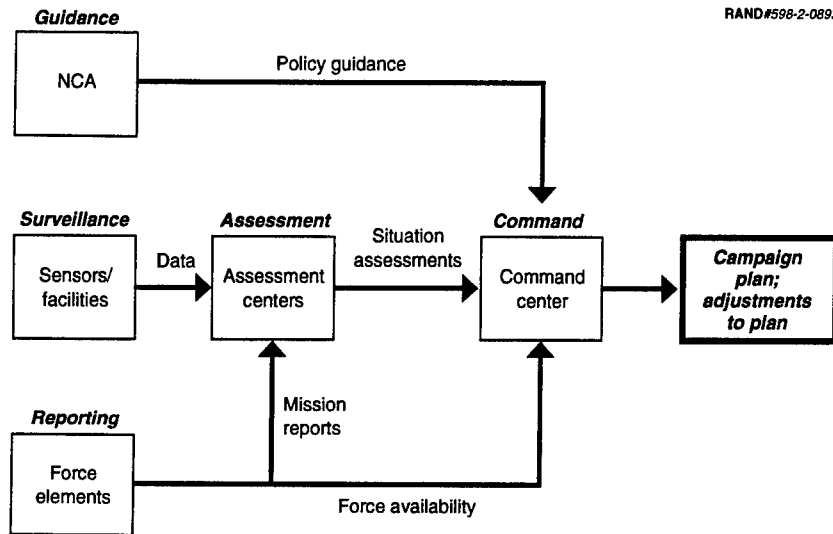 Guidance
RAND#598-2-089
NCA
Policy guidance
Surveillance
Assessment
Command
Sensors/
facilities
Data
Assessment
centers
Situation
assessments
Command
center
Campaign
plan;
adjustments
to plan
Reporting
Mission
reports
Force
elements
Force availability